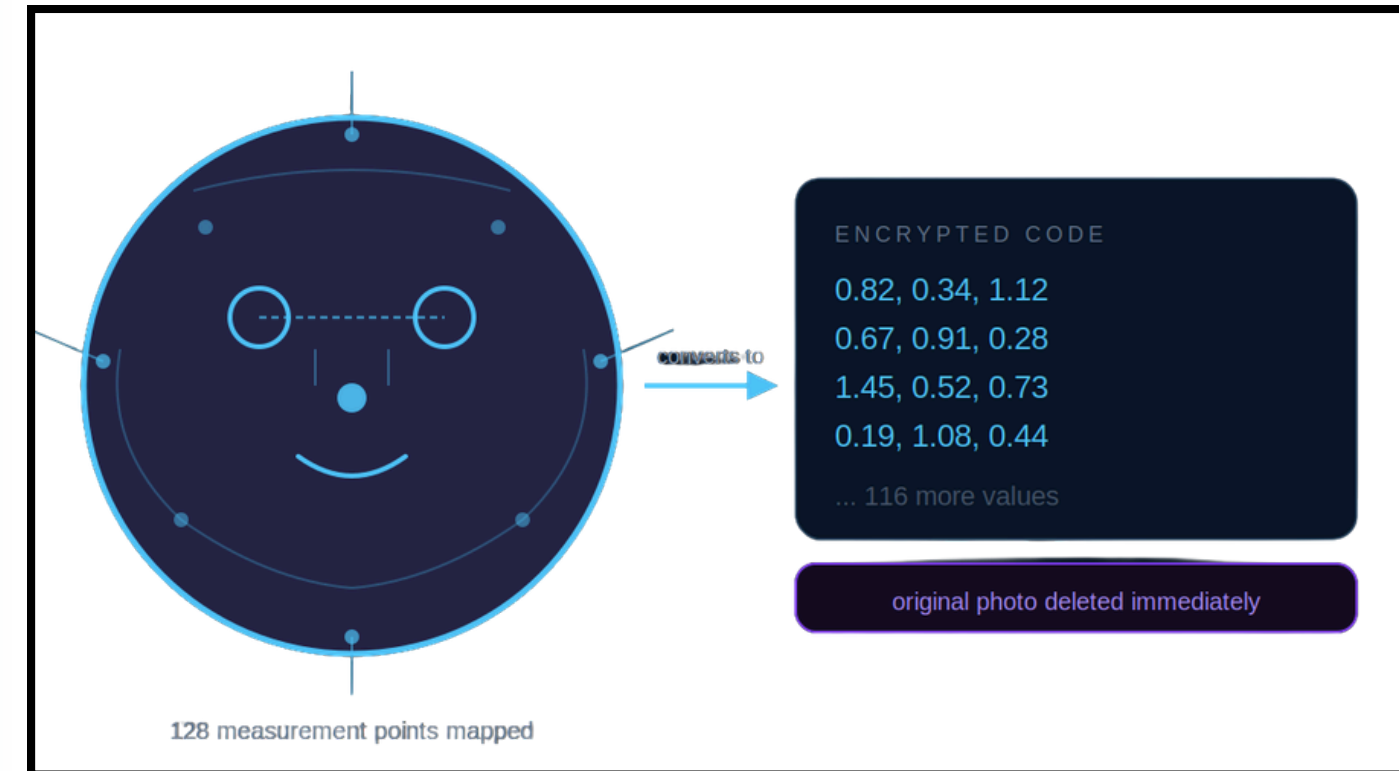 converts to
ENCRYPTED CODE
0.82, 0.34, 1.12
0.67, 0.91, 0.28
1.45, 0.52, 0.73
0.19, 1.08, 0.44
... 116 more values
original photo deleted immediately
128 measurement points mapped